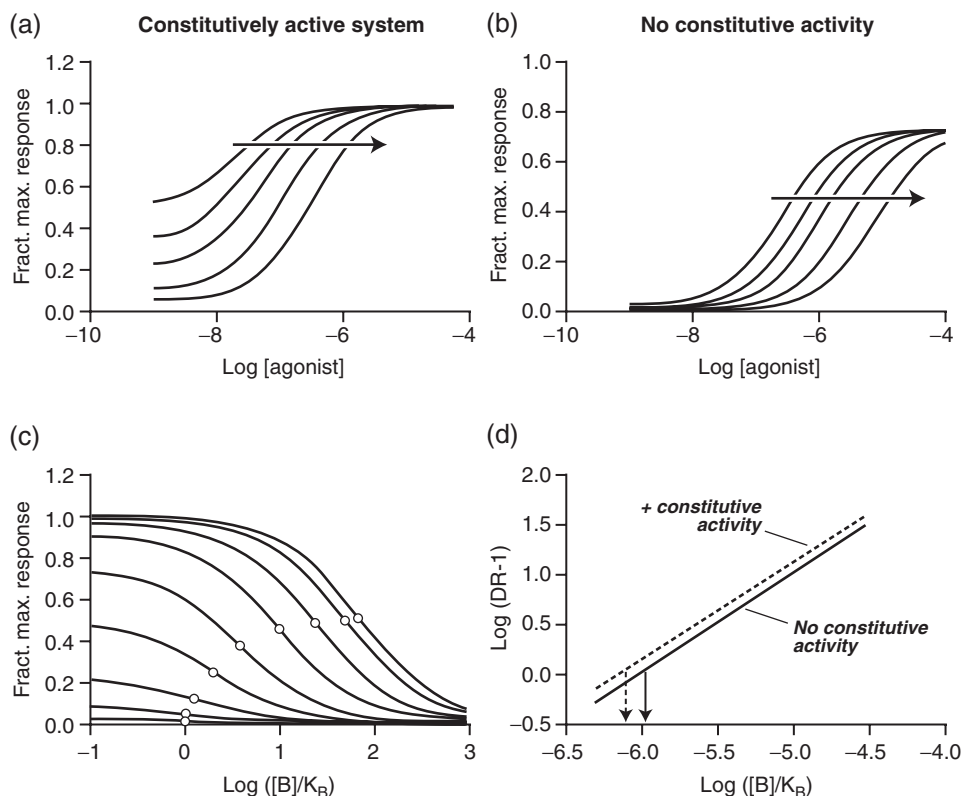 (a)
Constitutively active system
1.2
1.0
0.8
0.6
0.4
0.2
0.0
Fract. max. response
−10
−8
−6
−4
Log [agonist]
(b)
No constitutive activity
1.0
0.8
0.6
0.4
0.2
0.0
Fract. max. response
−10
−8
−6
−4
Log [agonist]
(c)
1.2
1.0
0.8
0.6
0.4
0.2
0.0
Fract. max. response
−1
0
1
2
3
Log ([B]/K_B)
(d)
2.0
1.5
1.0
0.5
0.0
−0.5
Log (DR-1)
+ constitutive
activity
No constitutive
activity
−6.5
−6.0
−5.5
−5.0
−4.5
−4.0
Log ([B]/K_B)